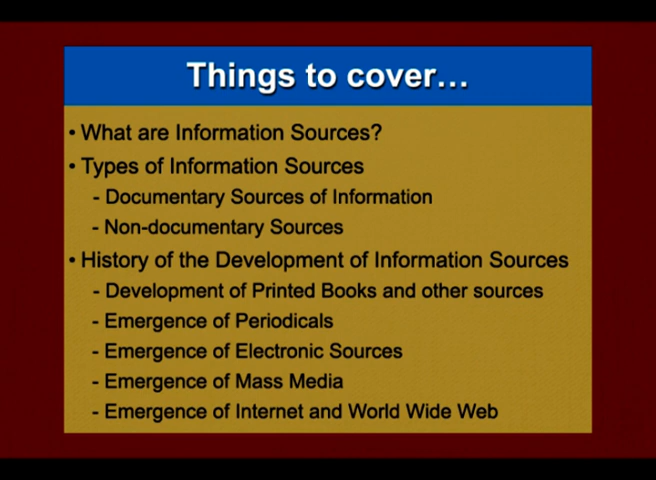 Things to cover...
• What are Information Sources?
• Types of Information Sources
- Documentary Sources of Information
- Non-documentary Sources
• History of the Development of Information Sources
- Development of Printed Books and other sources
- Emergence of Periodicals
- Emergence of Electronic Sources
- Emergence of Mass Media
- Emergence of Internet and World Wide Web